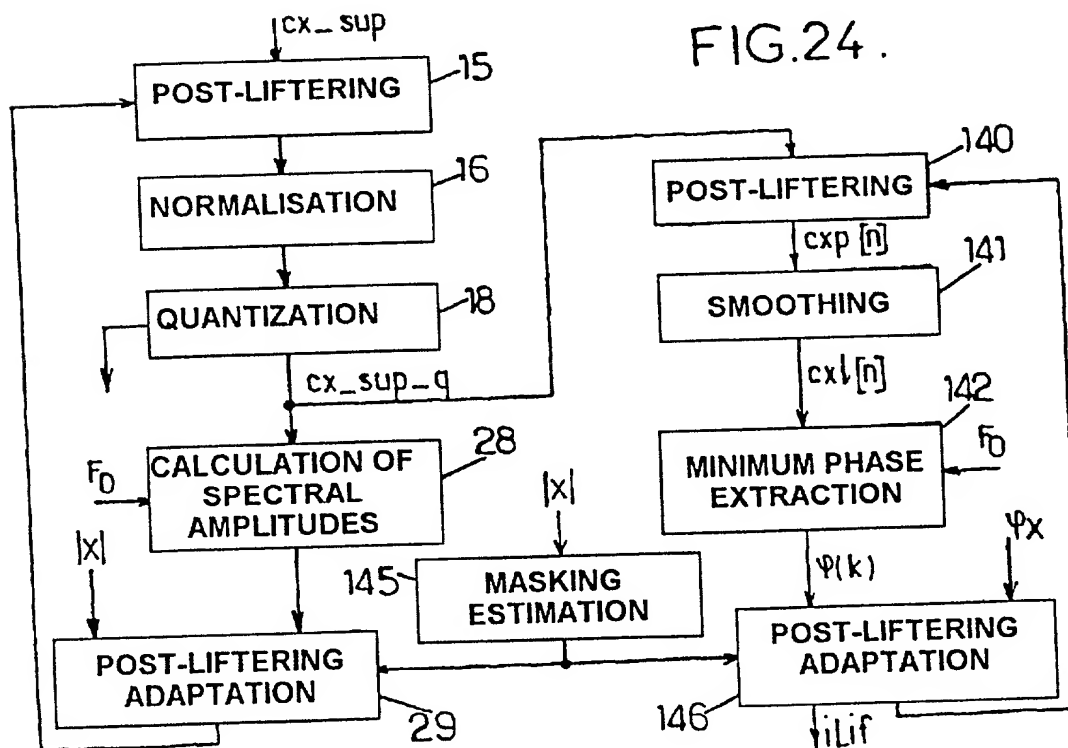 FIG.24.
cx_sup
POST-LIFTERING
15
NORMALISATION
16
QUANTIZATION
18
cx_sup_q
F0
CALCULATION OF
SPECTRAL
AMPLITUDES
28
|X|
POST-LIFTERING
ADAPTATION
29
|X|
145
MASKING
ESTIMATION
140
POST-LIFTERING
cxp[n]
141
SMOOTHING
cxl[n]
142
MINIMUM PHASE
EXTRACTION
F0
φ(k)
φX
POST-LIFTERING
ADAPTATION
146
iLif